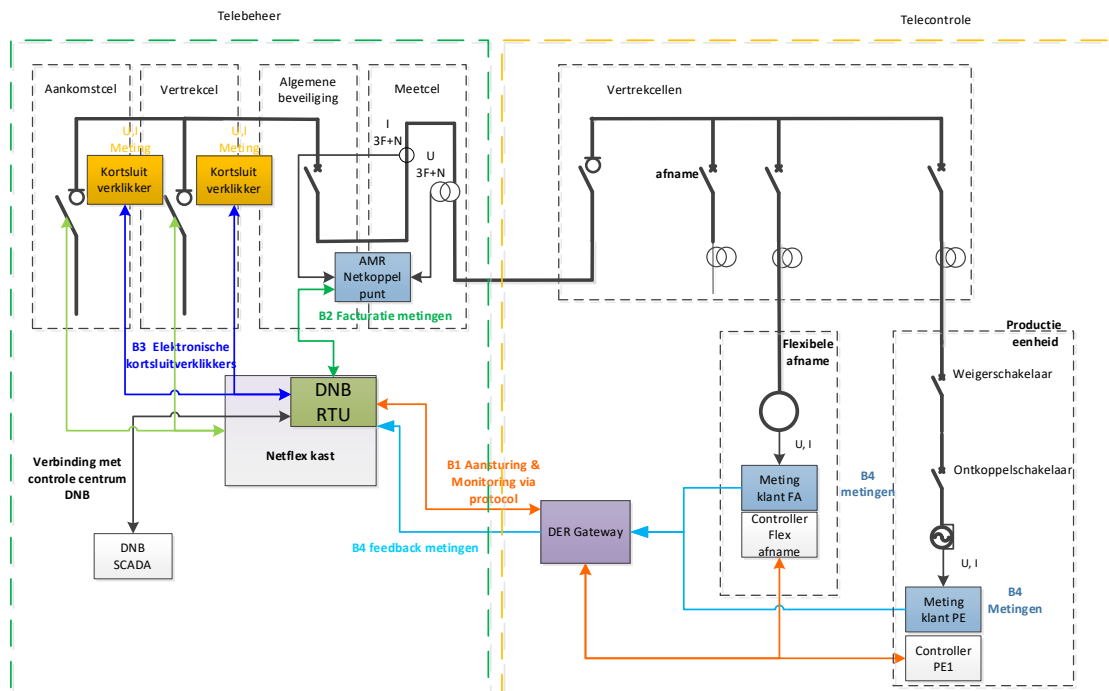 Telebeheer
Telecontrole
Aankomstcel
Vertrekcel
Algemene
beveiliging
Meetcel
Vertrekcellen
U,I
Meting
U,I
Meting
Kortsluit
verklikker
Kortsluit
verklikker
I
3F+N
U
3F+N
afname
AMR
Netkoppel
punt
B2 Facturatie metingen
B3 Elektronische
kortsluitverklikkers
DNB
RTU
Netflex kast
Verbinding met
controle centrum
DNB
DNB
SCADA
B1 Aansturing &
Monitoring via
protocol
B4 feedback metingen
DER Gateway
Flexibele
afname
U, I
Meting
klant FA
Controller
Flex
afname
B4
metingen
Productie
eenheid
Weigerschakelaar
Ontkoppelschakelaar
U, I
Meting
klant PE
B4
Metingen
Controller
PE1